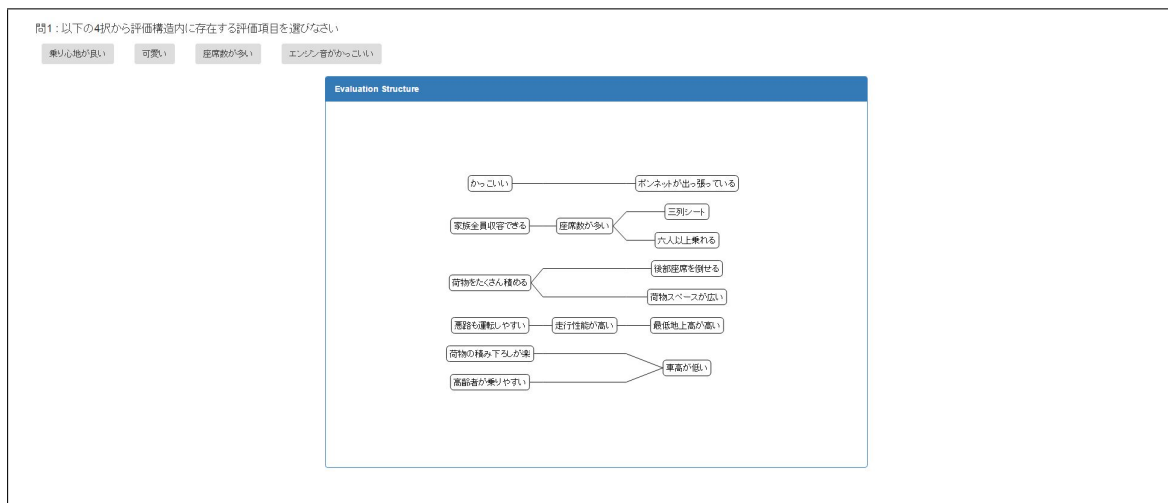 問1：以下の4択から評価構造内に存在する評価項目を選びなさい
乗り心地が良い 可愛い 座席数が多い エンジン音がかっこいい
Evaluation Structure
かっこいい ボンネットが出っ張っている
三列シート
家族全員収容できる 座席数が多い
六人以上乗れる
後部座席を倒せる
荷物をたくさん積める
荷物スペースが広い
悪路も運転しやすい 走行性能が高い 最低地上高が高い
荷物の積み下ろしが楽
車高が低い
高齢者が乗りやすい